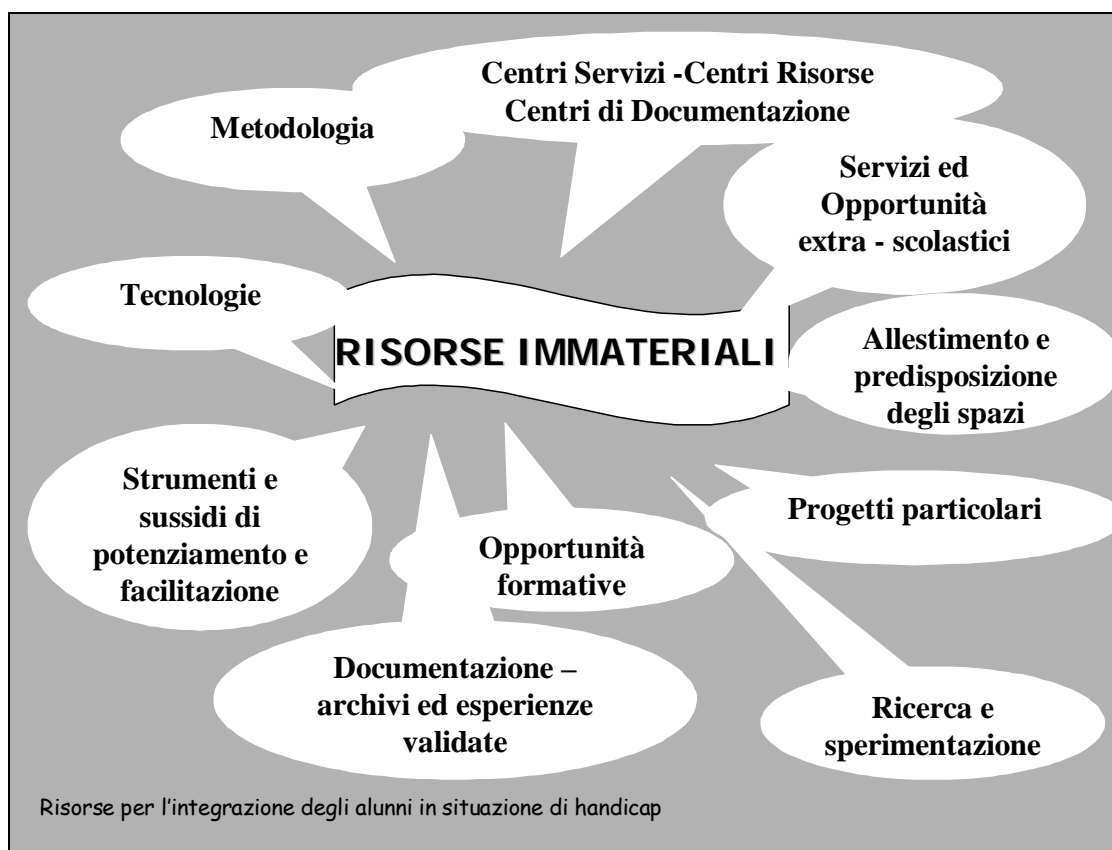 Centri Servizi -Centri Risorse
Centri di Documentazione
Metodologia
Servizi ed
Opportunità
extra - scolastici
Tecnologie
RISORSE IMMATERIALI
Allestimento e
predisposizione
degli spazi
Strumenti e
sussidi di
potenziamento e
facilitazione
Opportunità
formative
Progetti particolari
Documentazione –
archivi ed esperienze
validate
Ricerca e
sperimentazione
Risorse per l'integrazione degli alunni in situazione di handicap